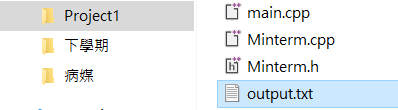 Project1
下學期
病媒
main.cpp
Minterm.cpp
Minterm.h
output.txt